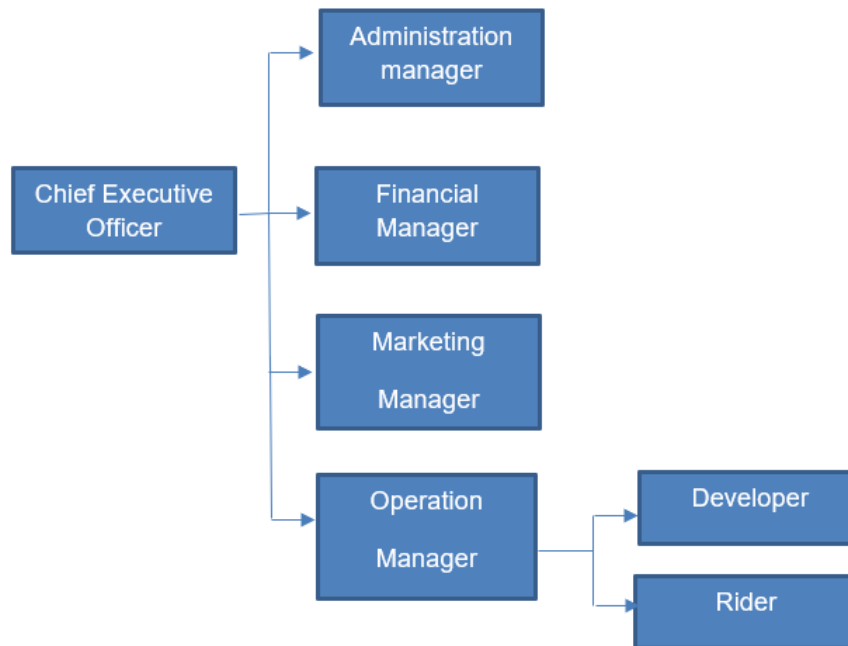 Administration
manager
Chief Executive
Officer
Financial
Manager
Marketing
Manager
Operation
Manager
Developer
Rider